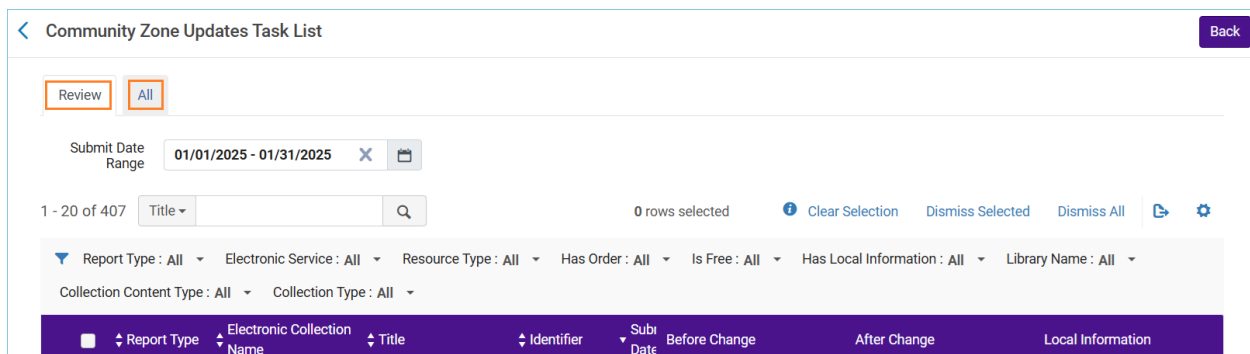 Community Zone Updates Task List
Back
Review All
Submit Date
Range
01/01/2025 - 01/31/2025
1 - 20 of 407 Title
0 rows selected Clear Selection Dismiss Selected Dismiss All
Report Type : All Electronic Service : All Resource Type : All Has Order : All Is Free : All Has Local Information : All Library Name : All
Collection Content Type : All Collection Type : All
Report Type Electronic Collection Name Title Identifier Date Before Change After Change Local Information